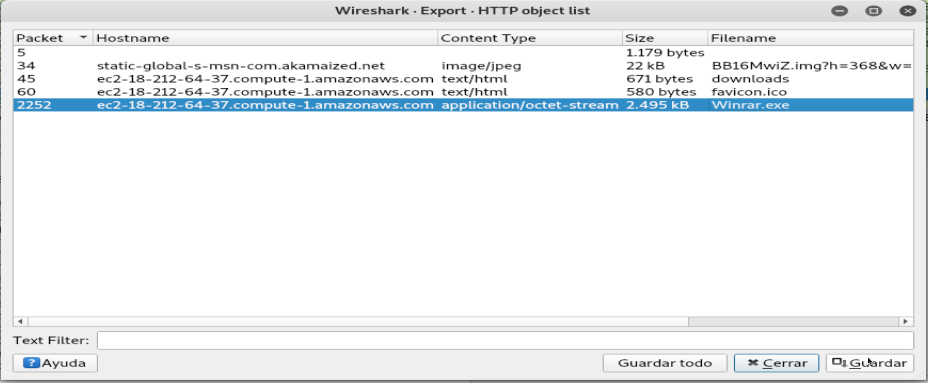 Wireshark · Export · HTTP object list
Packet Hostname Content Type Size Filename
5 1.179 bytes
34 static-global-s-msn-com.akamaized.net image/jpeg 22 kB BB16MwiZ.img?h=368&w=
45 ec2-18-212-64-37.compute-1.amazonaws.com text/html 671 bytes downloads
60 ec2-18-212-64-37.compute-1.amazonaws.com text/html 580 bytes favicon.ico
2252 ec2-18-212-64-37.compute-1.amazonaws.com application/octet-stream 2.495 kB Winrar.exe
Text Filter:
Ayuda Guardar todo Cerrar Guardar